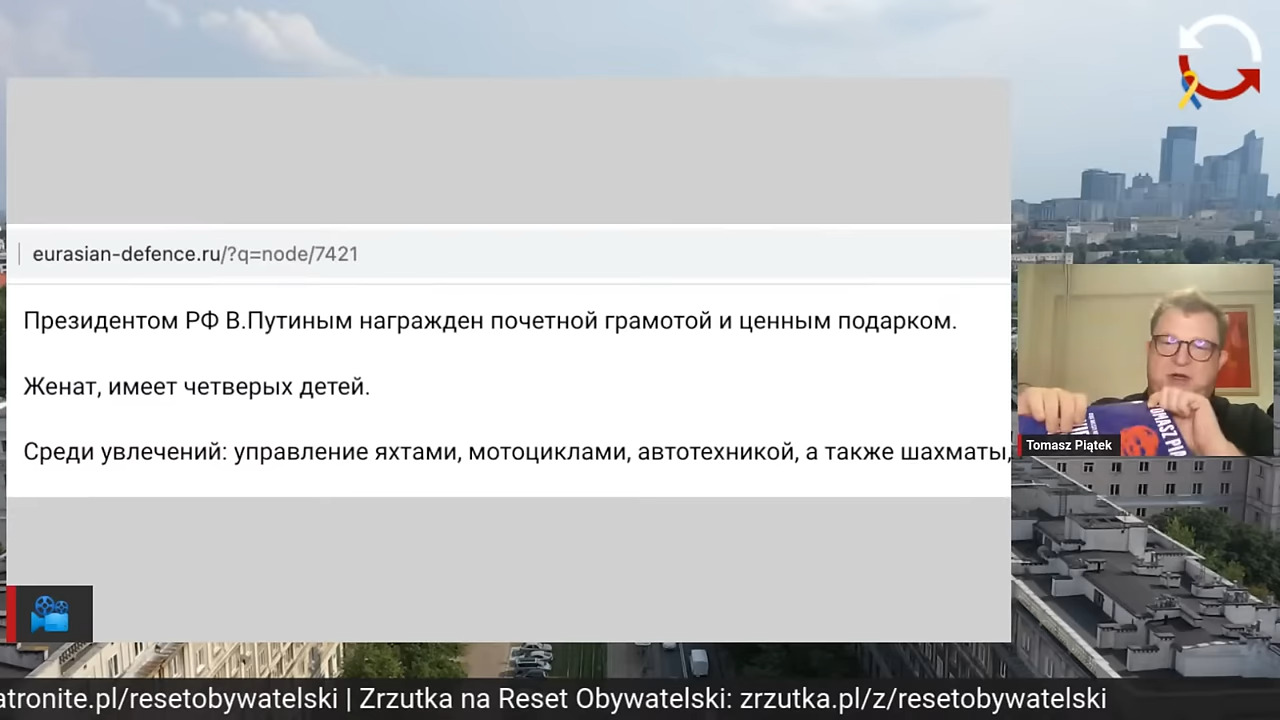 eurasian-defence.ru/?q=node/7421
Президентом РФ В.Путиным награжден почетной грамотой и ценным подарком.
Женат, имеет четверых детей.
Среди увлечений: управление яхтами, мотоциклами, автотехникой, а также шахматы,
Tomasz Piątek
atronite.pl/resetobywatelski | Zrzutka na Reset Obywatelski: zrzutka.pl/z/resetobywatelski